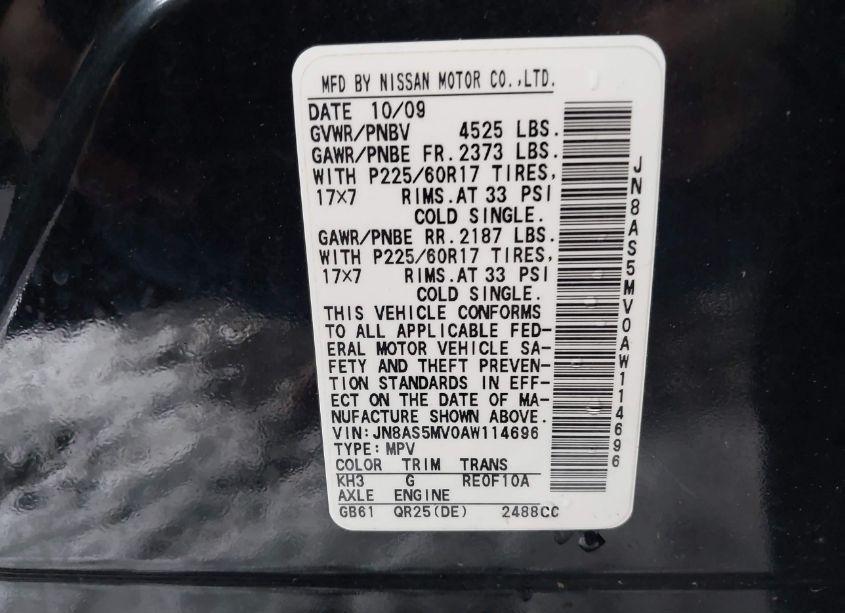 MFD BY NISSAN MOTOR CO.,LTD.
DATE 10/09
GVWR/PNBV 4525 LBS.
GAWR/PNBE FR. 2373 LBS.
WITH P225/60R17 TIRES,
17×7 RIMS. AT 33 PSI
COLD SINGLE.
GAWR/PNBE RR. 2187 LBS.
WITH P225/60R17 TIRES,
17×7 RIMS. AT 33 PSI
COLD SINGLE.
THIS VEHICLE CONFORMS
TO ALL APPLICABLE FED-
ERAL MOTOR VEHICLE SA-
FETY AND THEFT PREVEN-
TION STANDARDS IN EFF-
ECT ON THE DATE OF MA-
NUFACTURE SHOWN ABOVE.
VIN: JN8AS5MV0AW114696
TYPE: MPV
COLOR TRIM TRANS
KH3 G RE0F10A
AXLE ENGINE
GB61 QR25(DE) 2488CC
JN8AS5MV0AW114696